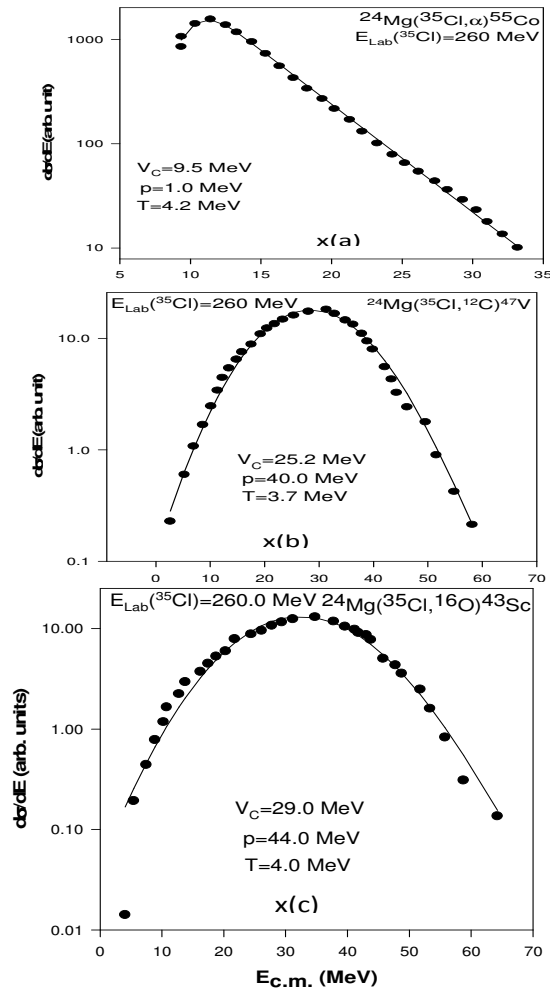 ²⁴Mg(³⁵Cl,α)⁵⁵Co
E_Lab(³⁵Cl)=260 MeV
1000
100
10
dσ/dE(arb.unit)
V_C=9.5 MeV
p=1.0 MeV
T=4.2 MeV
x(a)
5 10 15 20 25 30 35
E_Lab(³⁵Cl)=260 MeV ²⁴Mg(³⁵Cl,¹²C)⁴⁷V
10.0
1.0
0.1
dσ/dE(arb.unit)
V_C=25.2 MeV
p=40.0 MeV
T=3.7 MeV
x(b)
0 10 20 30 40 50 60 70
E_Lab(³⁵Cl)=260.0 MeV ²⁴Mg(³⁵Cl,¹⁶O)⁴³Sc
10.00
1.00
0.10
0.01
dσ/dE (arb. units)
V_C=29.0 MeV
p=44.0 MeV
T=4.0 MeV
x(c)
0 10 20 30 40 50 60 70
E_c.m. (MeV)